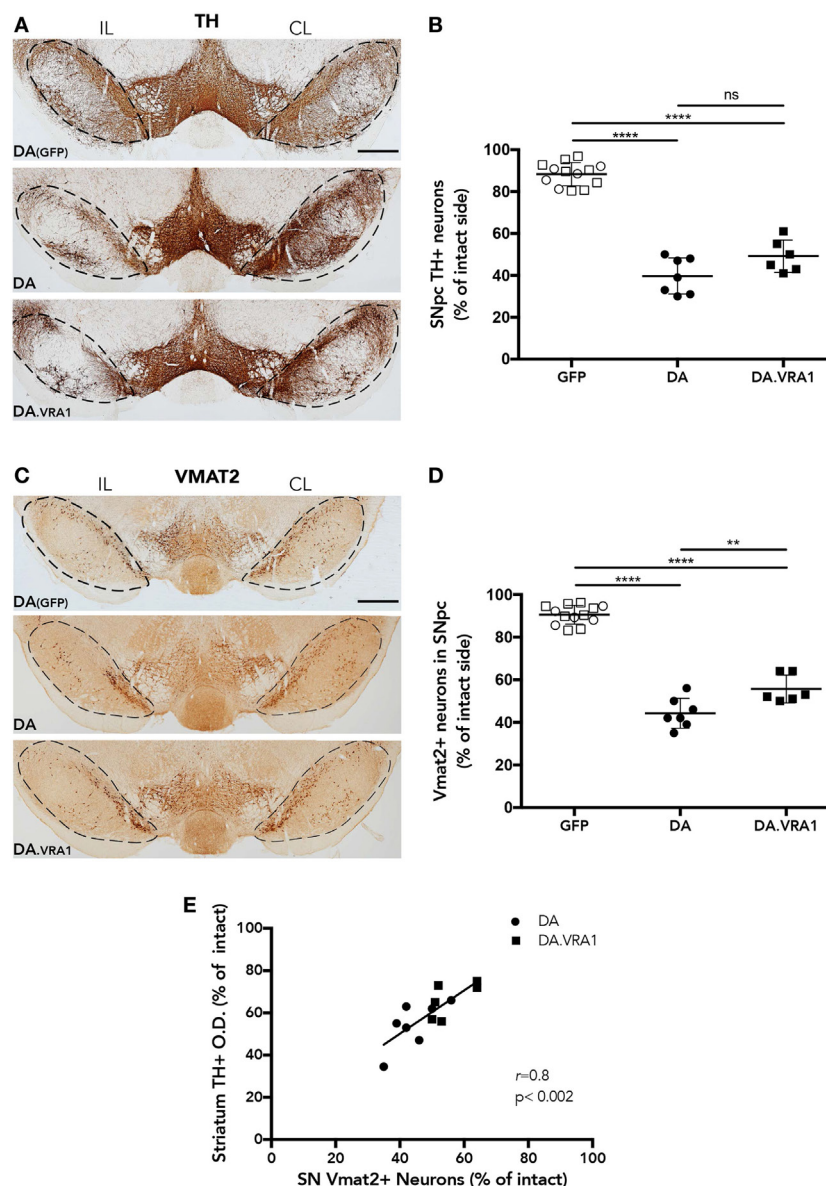 A
IL
TH
CL
DA(GFP)
DA
DA.VRA1
B
ns
****
****
SNpc TH+ neurons
(% of intact side)
100
80
60
40
20
0
GFP
DA
DA.VRA1
C
IL
VMAT2
CL
DA(GFP)
DA
DA.VRA1
D
**
****
****
Vmat2+ neurons in SNpc
(% of intact side)
100
80
60
40
20
0
GFP
DA
DA.VRA1
E
DA
DA.VRA1
Striatum TH+ O.D. (% of intact)
100
80
60
40
20
0
r=0.8
p< 0.002
0
20
40
60
80
100
SN Vmat2+ Neurons (% of intact)